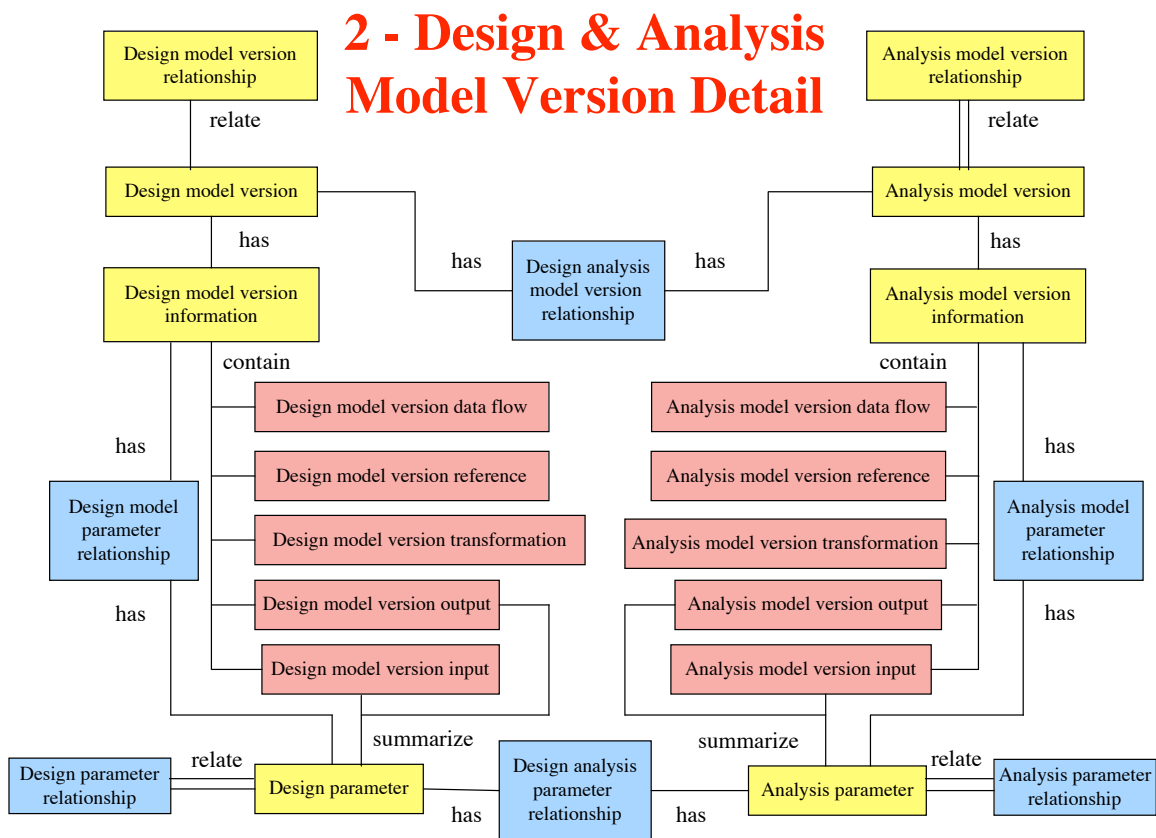 2 - Design & Analysis
Model Version Detail
Design model version
relationship
Analysis model version
relationship
relate
relate
Design model version
Analysis model version
has
has
has
has
Design analysis
model version
relationship
Design model version
information
Analysis model version
information
contain
contain
Design model version data flow
Analysis model version data flow
has
has
Design model version reference
Analysis model version reference
Design model
parameter
relationship
Analysis model
parameter
relationship
Design model version transformation
Analysis model version transformation
has
has
Design model version output
Analysis model version output
Design model version input
Analysis model version input
summarize
summarize
relate
relate
Design parameter
relationship
Design parameter
Design analysis
parameter
relationship
Analysis parameter
Analysis parameter
relationship
has
has